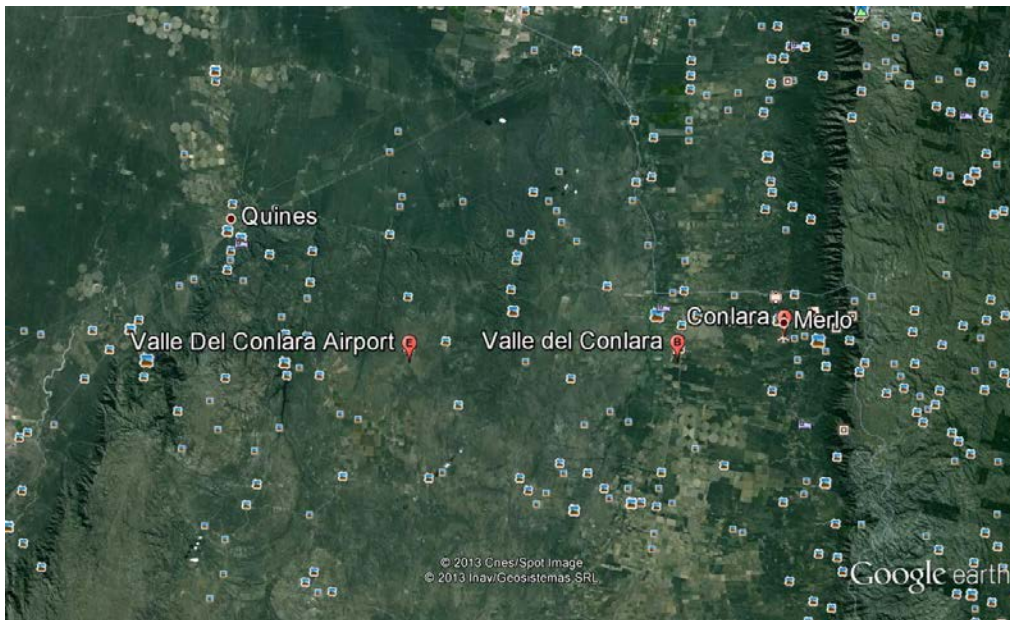 Quines
Conlara A
Merlo
Valle Del Conlara Airport E
Valle del Conlara B
© 2013 Cnes/Spot Image
© 2013 Inav/Geosistemas SRL
Google earth